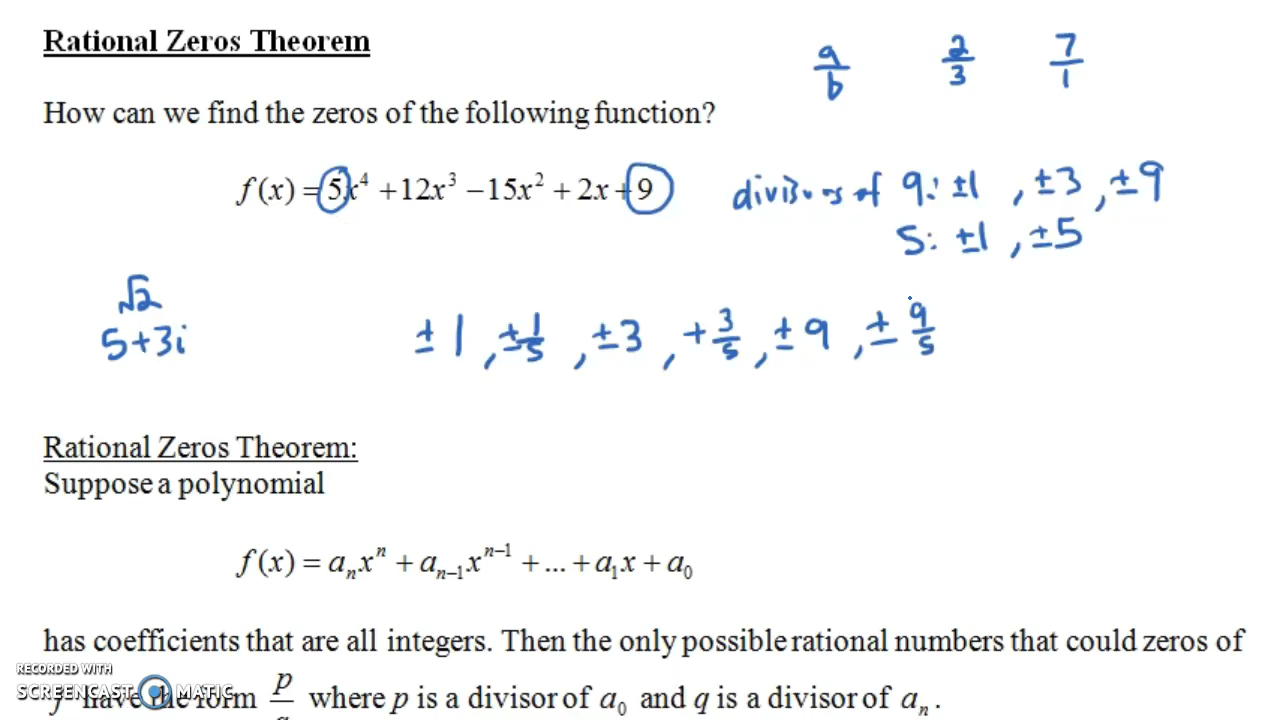 Rational Zeros Theorem
a/b 2/3 7/1
How can we find the zeros of the following function?
f(x) = 5x⁴ + 12x³ − 15x² + 2x + 9
divisors of 9: ±1, ±3, ±9
5: ±1, ±5
√2
5+3i
±1, ±1/5, ±3, +3/5, ±9, ±9/5
Rational Zeros Theorem:
Suppose a polynomial
f(x) = aₙxⁿ + aₙ₋₁xⁿ⁻¹ + ... + a₁x + a₀
has coefficients that are all integers. Then the only possible rational numbers that could zeros of
f have the form p/q where p is a divisor of a₀ and q is a divisor of aₙ.
RECORDED WITH
SCREENCAST MATIC